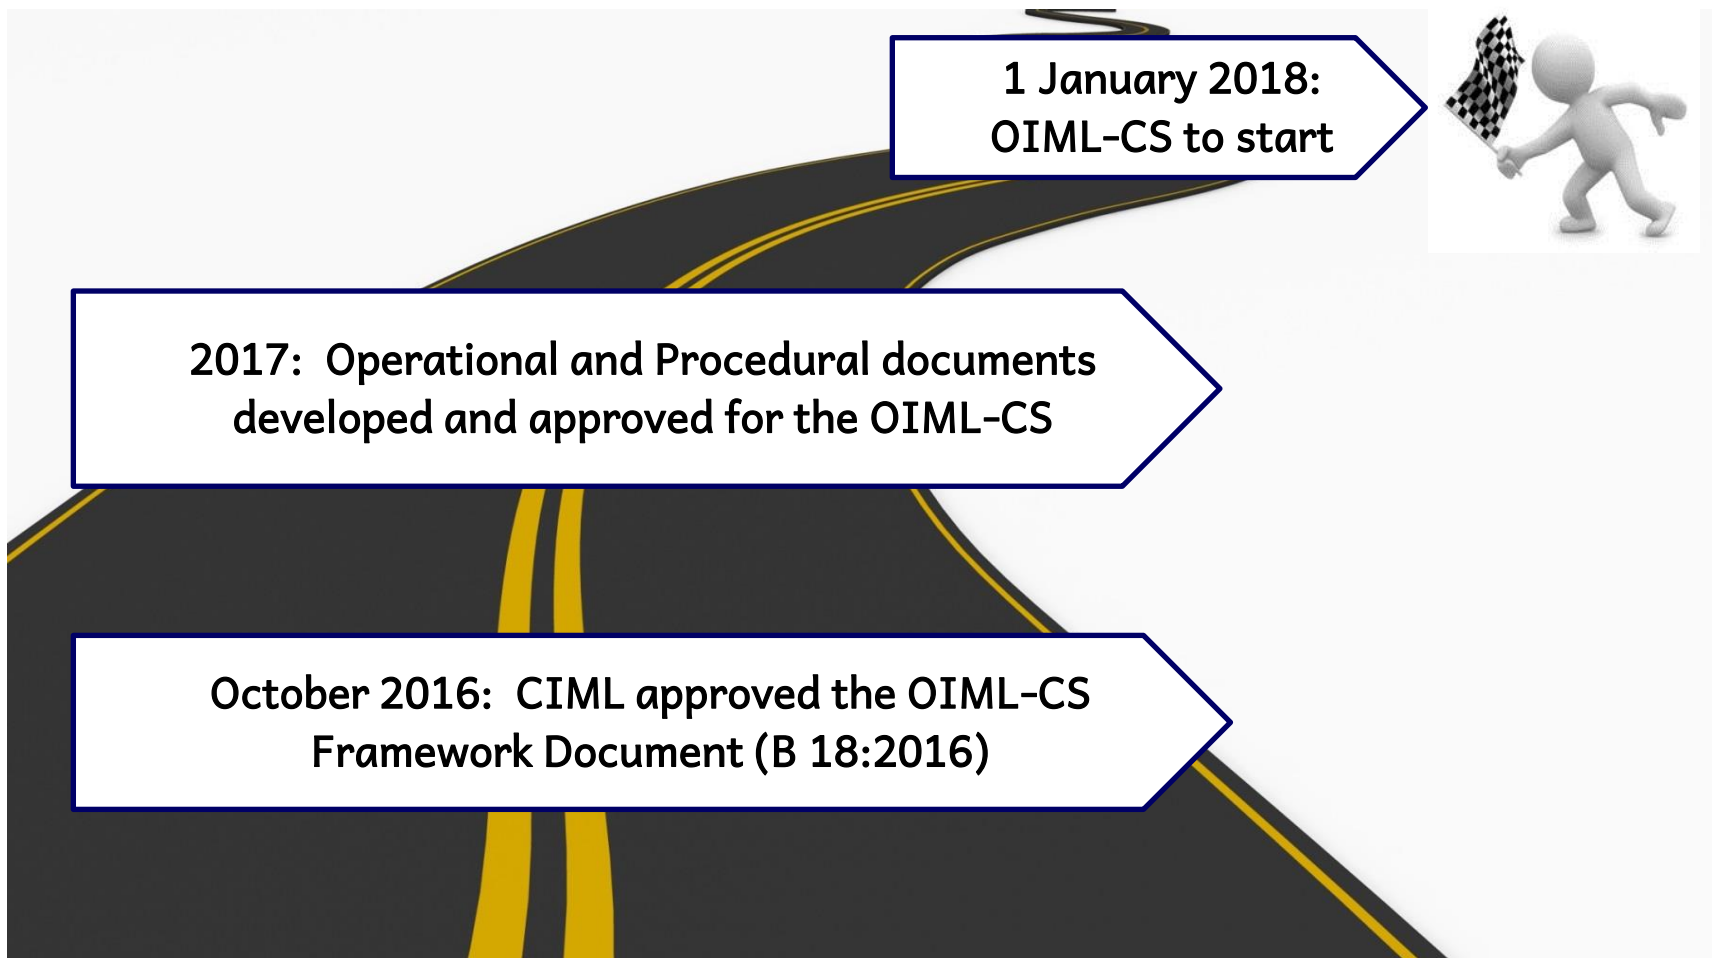 1 January 2018:
OIML-CS to start
2017:  Operational and Procedural documents
developed and approved for the OIML-CS
October 2016:  CIML approved the OIML-CS
Framework Document (B 18:2016)